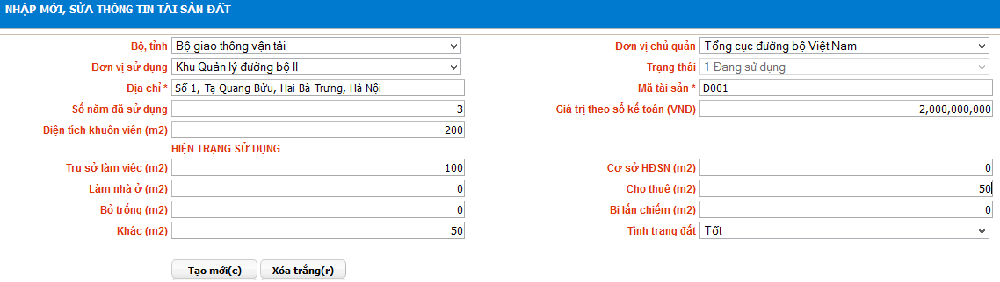 NHẬP MỚI, SỬA THÔNG TIN TÀI SẢN ĐẤT
Bộ, tỉnh Bộ giao thông vận tải Đơn vị chủ quản Tổng cục đường bộ Việt Nam
Đơn vị sử dụng Khu Quản lý đường bộ II Trạng thái 1-Đang sử dụng
Địa chỉ * Số 1, Tạ Quang Bửu, Hai Bà Trưng, Hà Nội Mã tài sản * D001
Số năm đã sử dụng 3 Giá trị theo số kế toán (VNĐ) 2,000,000,000
Diện tích khuôn viên (m2) 200
HIỆN TRẠNG SỬ DỤNG
Trụ sở làm việc (m2) 100 Cơ sở HĐSN (m2) 0
Làm nhà ở (m2) 0 Cho thuê (m2) 50
Bỏ trống (m2) 0 Bị lấn chiếm (m2) 0
Khác (m2) 50 Tình trạng đất Tốt
Tạo mới(c) Xóa trắng(r)